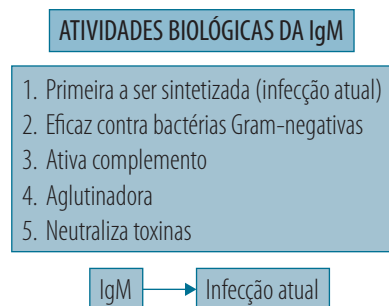 ATIVIDADES BIOLÓGICAS DA IgM
1. Primeira a ser sintetizada (infecção atual)
2. Eficaz contra bactérias Gram-negativas
3. Ativa complemento
4. Aglutinadora
5. Neutraliza toxinas
IgM Infecção atual